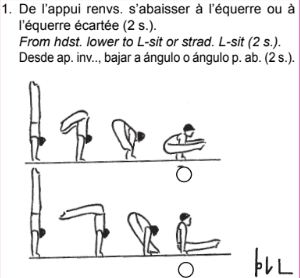 1. De l'appui renvs. s'abaisser à l'équerre ou à
l'équerre écartée (2 s.).
From hdst. lower to L-sit or strad. L-sit (2 s.).
Desde ap. inv.., bajar a ángulo o ángulo p. ab. (2 s.).